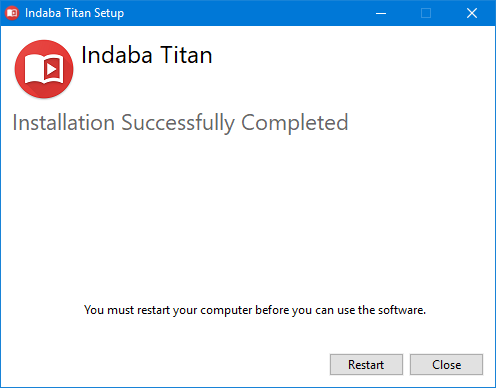 Indaba Titan Setup
Indaba Titan
Installation Successfully Completed
You must restart your computer before you can use the software.
Restart
Close